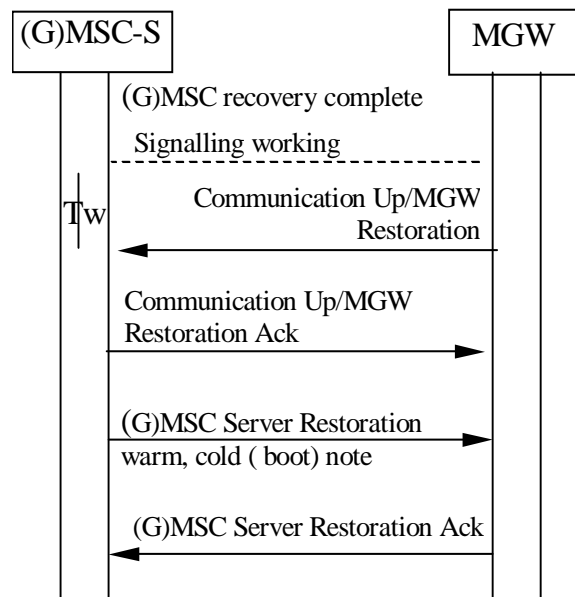 (G)MSC-S
MGW
(G)MSC recovery complete
Signalling working
Tw
Communication Up/MGW
Restoration
Communication Up/MGW
Restoration Ack
(G)MSC Server Restoration
warm, cold ( boot) note
(G)MSC Server Restoration Ack